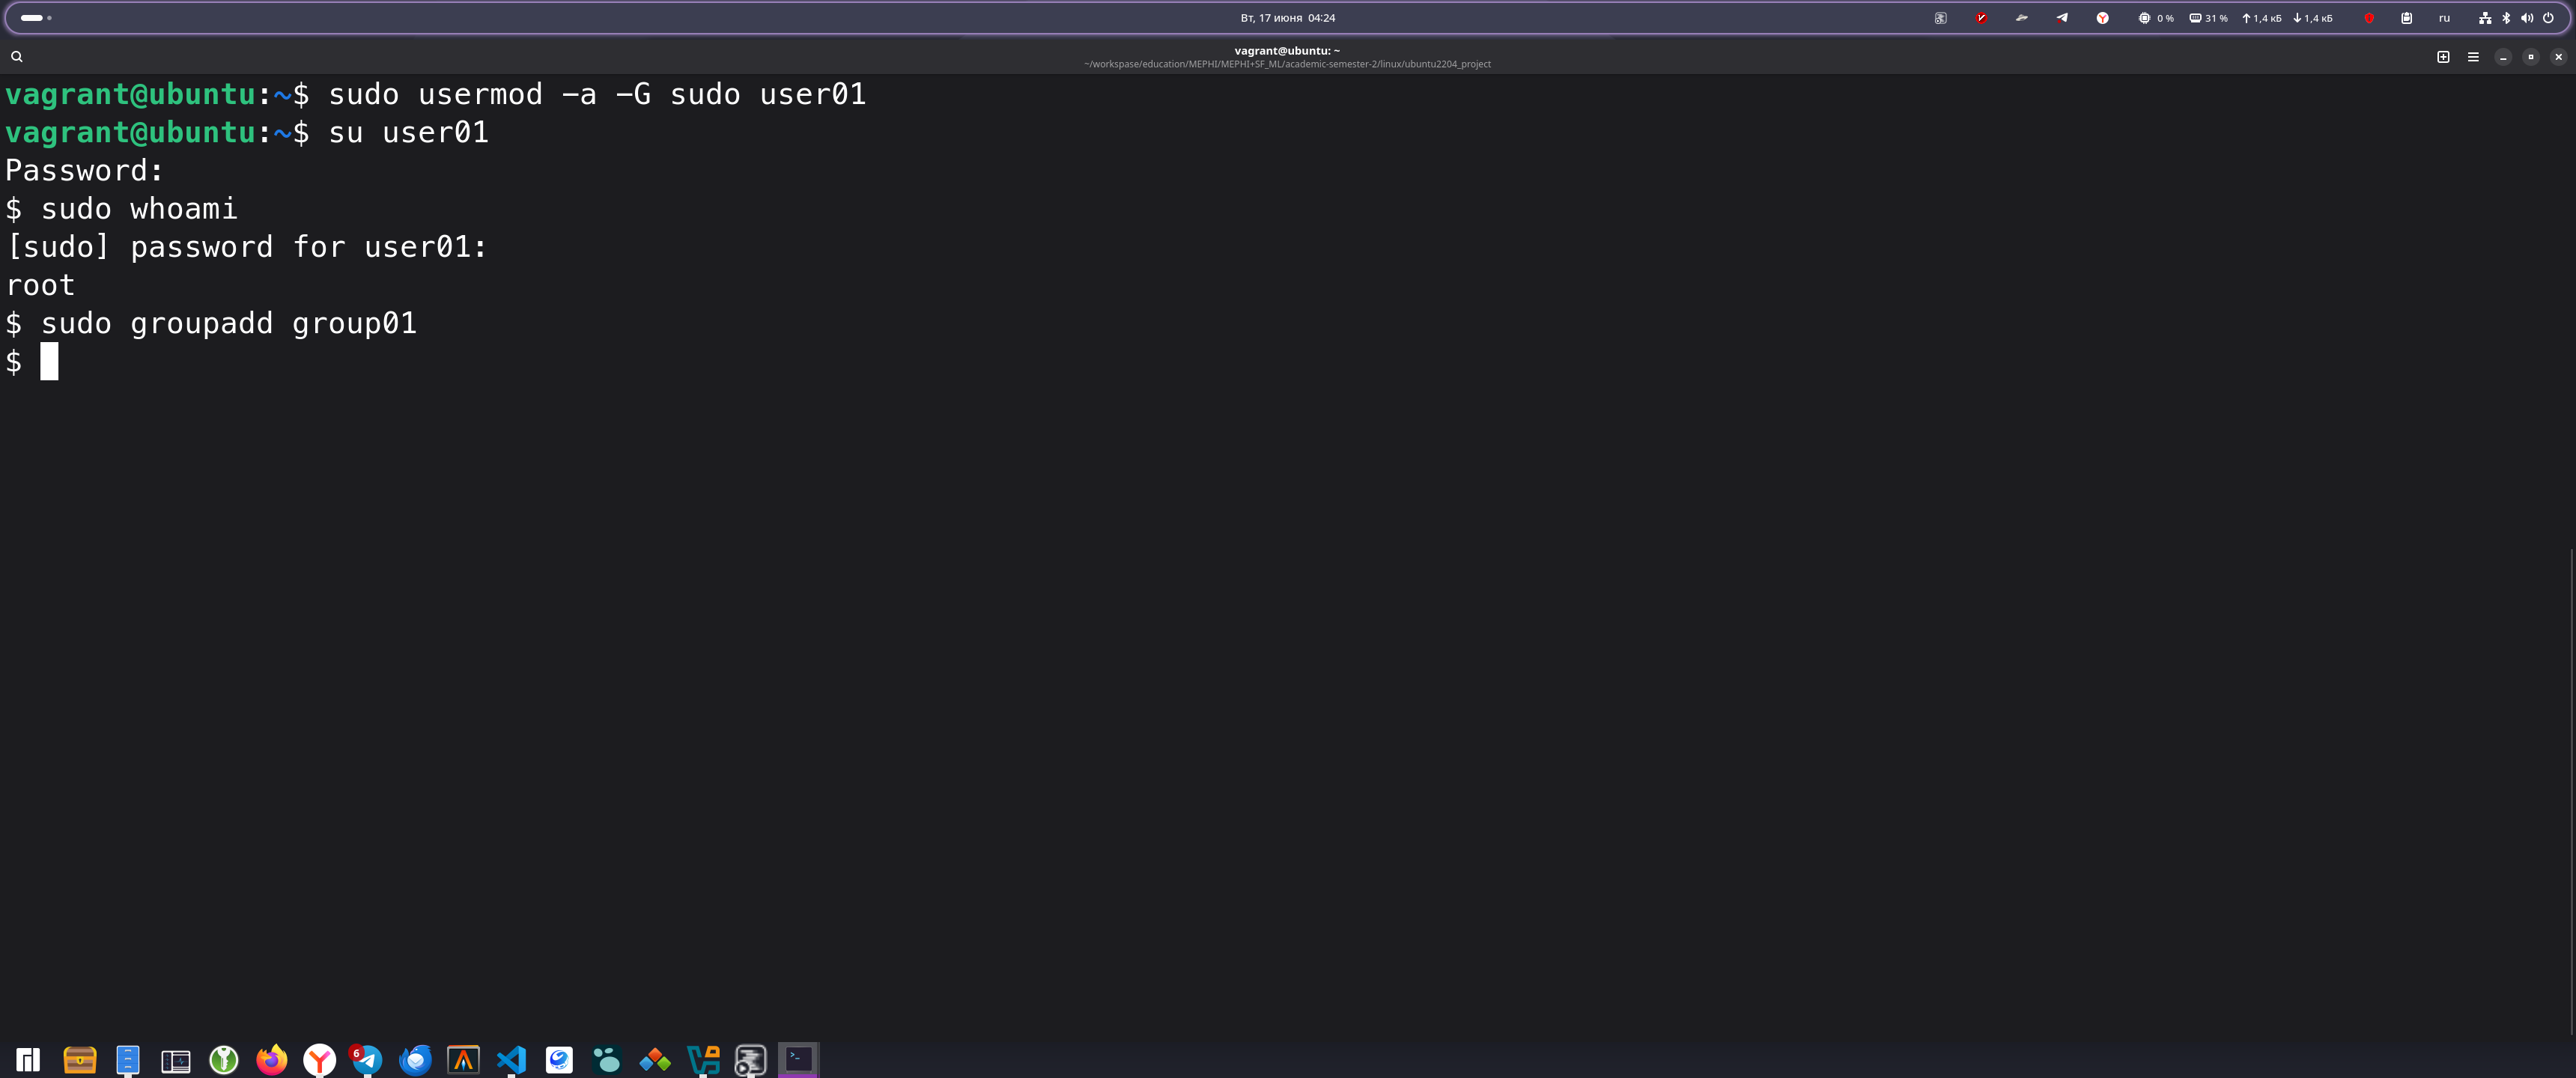 Вт, 17 июня 04:24
0 %
31 %
1,4 кБ
1,4 кБ
ru
vagrant@ubuntu: ~
~/workspase/education/MEPHI/MEPHI+SF_ML/academic-semester-2/linux/ubuntu2204_project
vagrant@ubuntu:~$ sudo usermod -a -G sudo user01
vagrant@ubuntu:~$ su user01
Password:
$ sudo whoami
[sudo] password for user01:
root
$ sudo groupadd group01
$
6